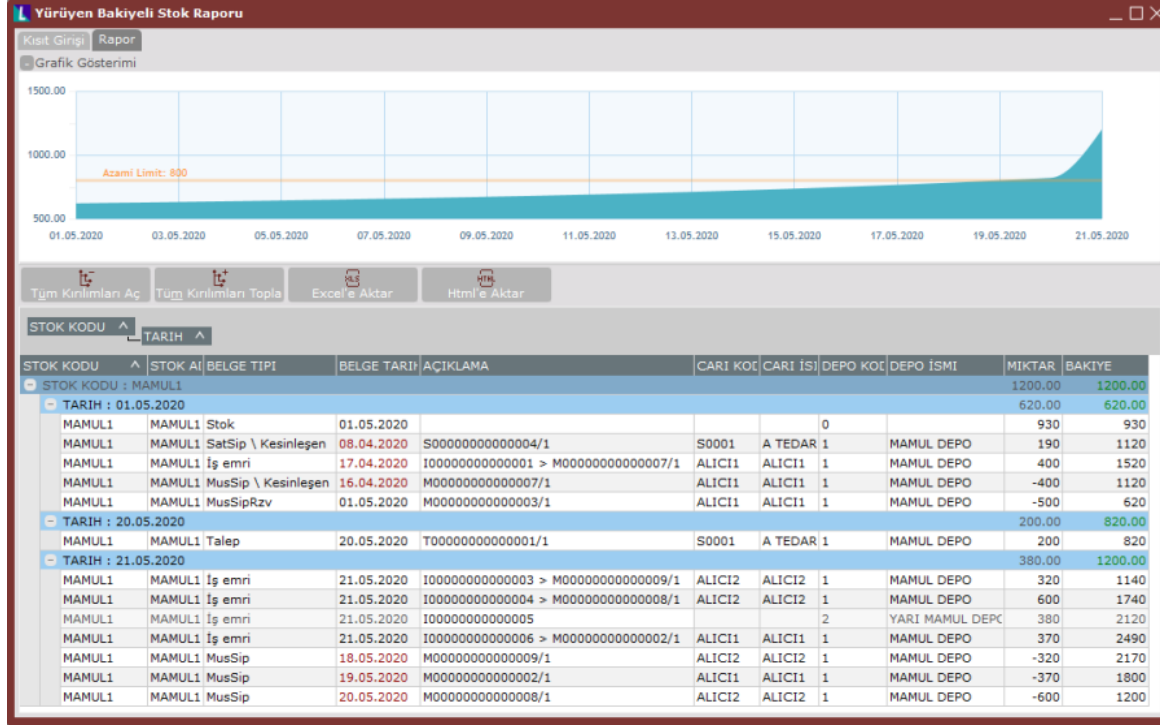 Yürüyen Bakiyeli Stok Raporu
Kısıt Girişi Rapor
Grafik Gösterimi
1500.00
1000.00
Azami Limit: 800
500.00
01.05.2020 03.05.2020 05.05.2020 07.05.2020 09.05.2020 11.05.2020 13.05.2020 15.05.2020 17.05.2020 19.05.2020 21.05.2020
XLS HTML
Tüm Kırılımları Aç Tüm Kırılımları Topla Excel'e Aktar Html'e Aktar
STOK KODU
TARIH
STOK KODU STOK AI BELGE TIPI BELGE TARIH AÇIKLAMA CARI KOD CARI İSİ DEPO KOD DEPO İSMİ MIKTAR BAKIYE
STOK KODU : MAMUL1 1200.00 1200.00
TARIH : 01.05.2020 620.00 620.00
MAMUL1 MAMUL1 Stok 01.05.2020 0 930 930
MAMUL1 MAMUL1 SatSip \ Kesinleşen 08.04.2020 S00000000000004/1 S0001 A TEDAR 1 MAMUL DEPO 190 1120
MAMUL1 MAMUL1 İş emri 17.04.2020 I00000000000001 > M00000000000007/1 ALICI1 ALICI1 1 MAMUL DEPO 400 1520
MAMUL1 MAMUL1 MusSip \ Kesinleşen 16.04.2020 M00000000000007/1 ALICI1 ALICI1 1 MAMUL DEPO -400 1120
MAMUL1 MAMUL1 MusSipRzv 01.05.2020 M00000000000003/1 ALICI1 ALICI1 1 MAMUL DEPO -500 620
TARIH : 20.05.2020 200.00 820.00
MAMUL1 MAMUL1 Talep 20.05.2020 T00000000000001/1 S0001 A TEDAR 1 MAMUL DEPO 200 820
TARIH : 21.05.2020 380.00 1200.00
MAMUL1 MAMUL1 İş emri 21.05.2020 I00000000000003 > M00000000000009/1 ALICI2 ALICI2 1 MAMUL DEPO 320 1140
MAMUL1 MAMUL1 İş emri 21.05.2020 I00000000000004 > M00000000000008/1 ALICI2 ALICI2 1 MAMUL DEPO 600 1740
MAMUL1 MAMUL1 İş emri 21.05.2020 I00000000000005 2 YARI MAMUL DEPO 380 2120
MAMUL1 MAMUL1 İş emri 21.05.2020 I00000000000006 > M00000000000002/1 ALICI1 ALICI1 1 MAMUL DEPO 370 2490
MAMUL1 MAMUL1 MusSip 18.05.2020 M00000000000009/1 ALICI2 ALICI2 1 MAMUL DEPO -320 2170
MAMUL1 MAMUL1 MusSip 19.05.2020 M00000000000002/1 ALICI1 ALICI1 1 MAMUL DEPO -370 1800
MAMUL1 MAMUL1 MusSip 20.05.2020 M00000000000008/1 ALICI2 ALICI2 1 MAMUL DEPO -600 1200